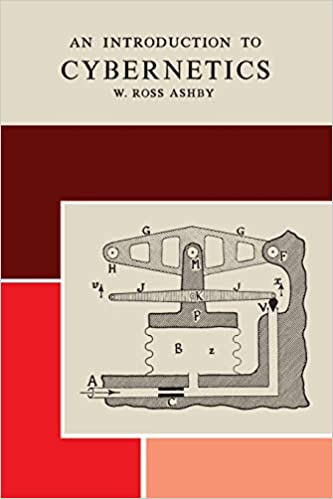 AN INTRODUCTION TO
CYBERNETICS
W. ROSS ASHBY
G G
H M F
v J K J x
P V
B z
A
C